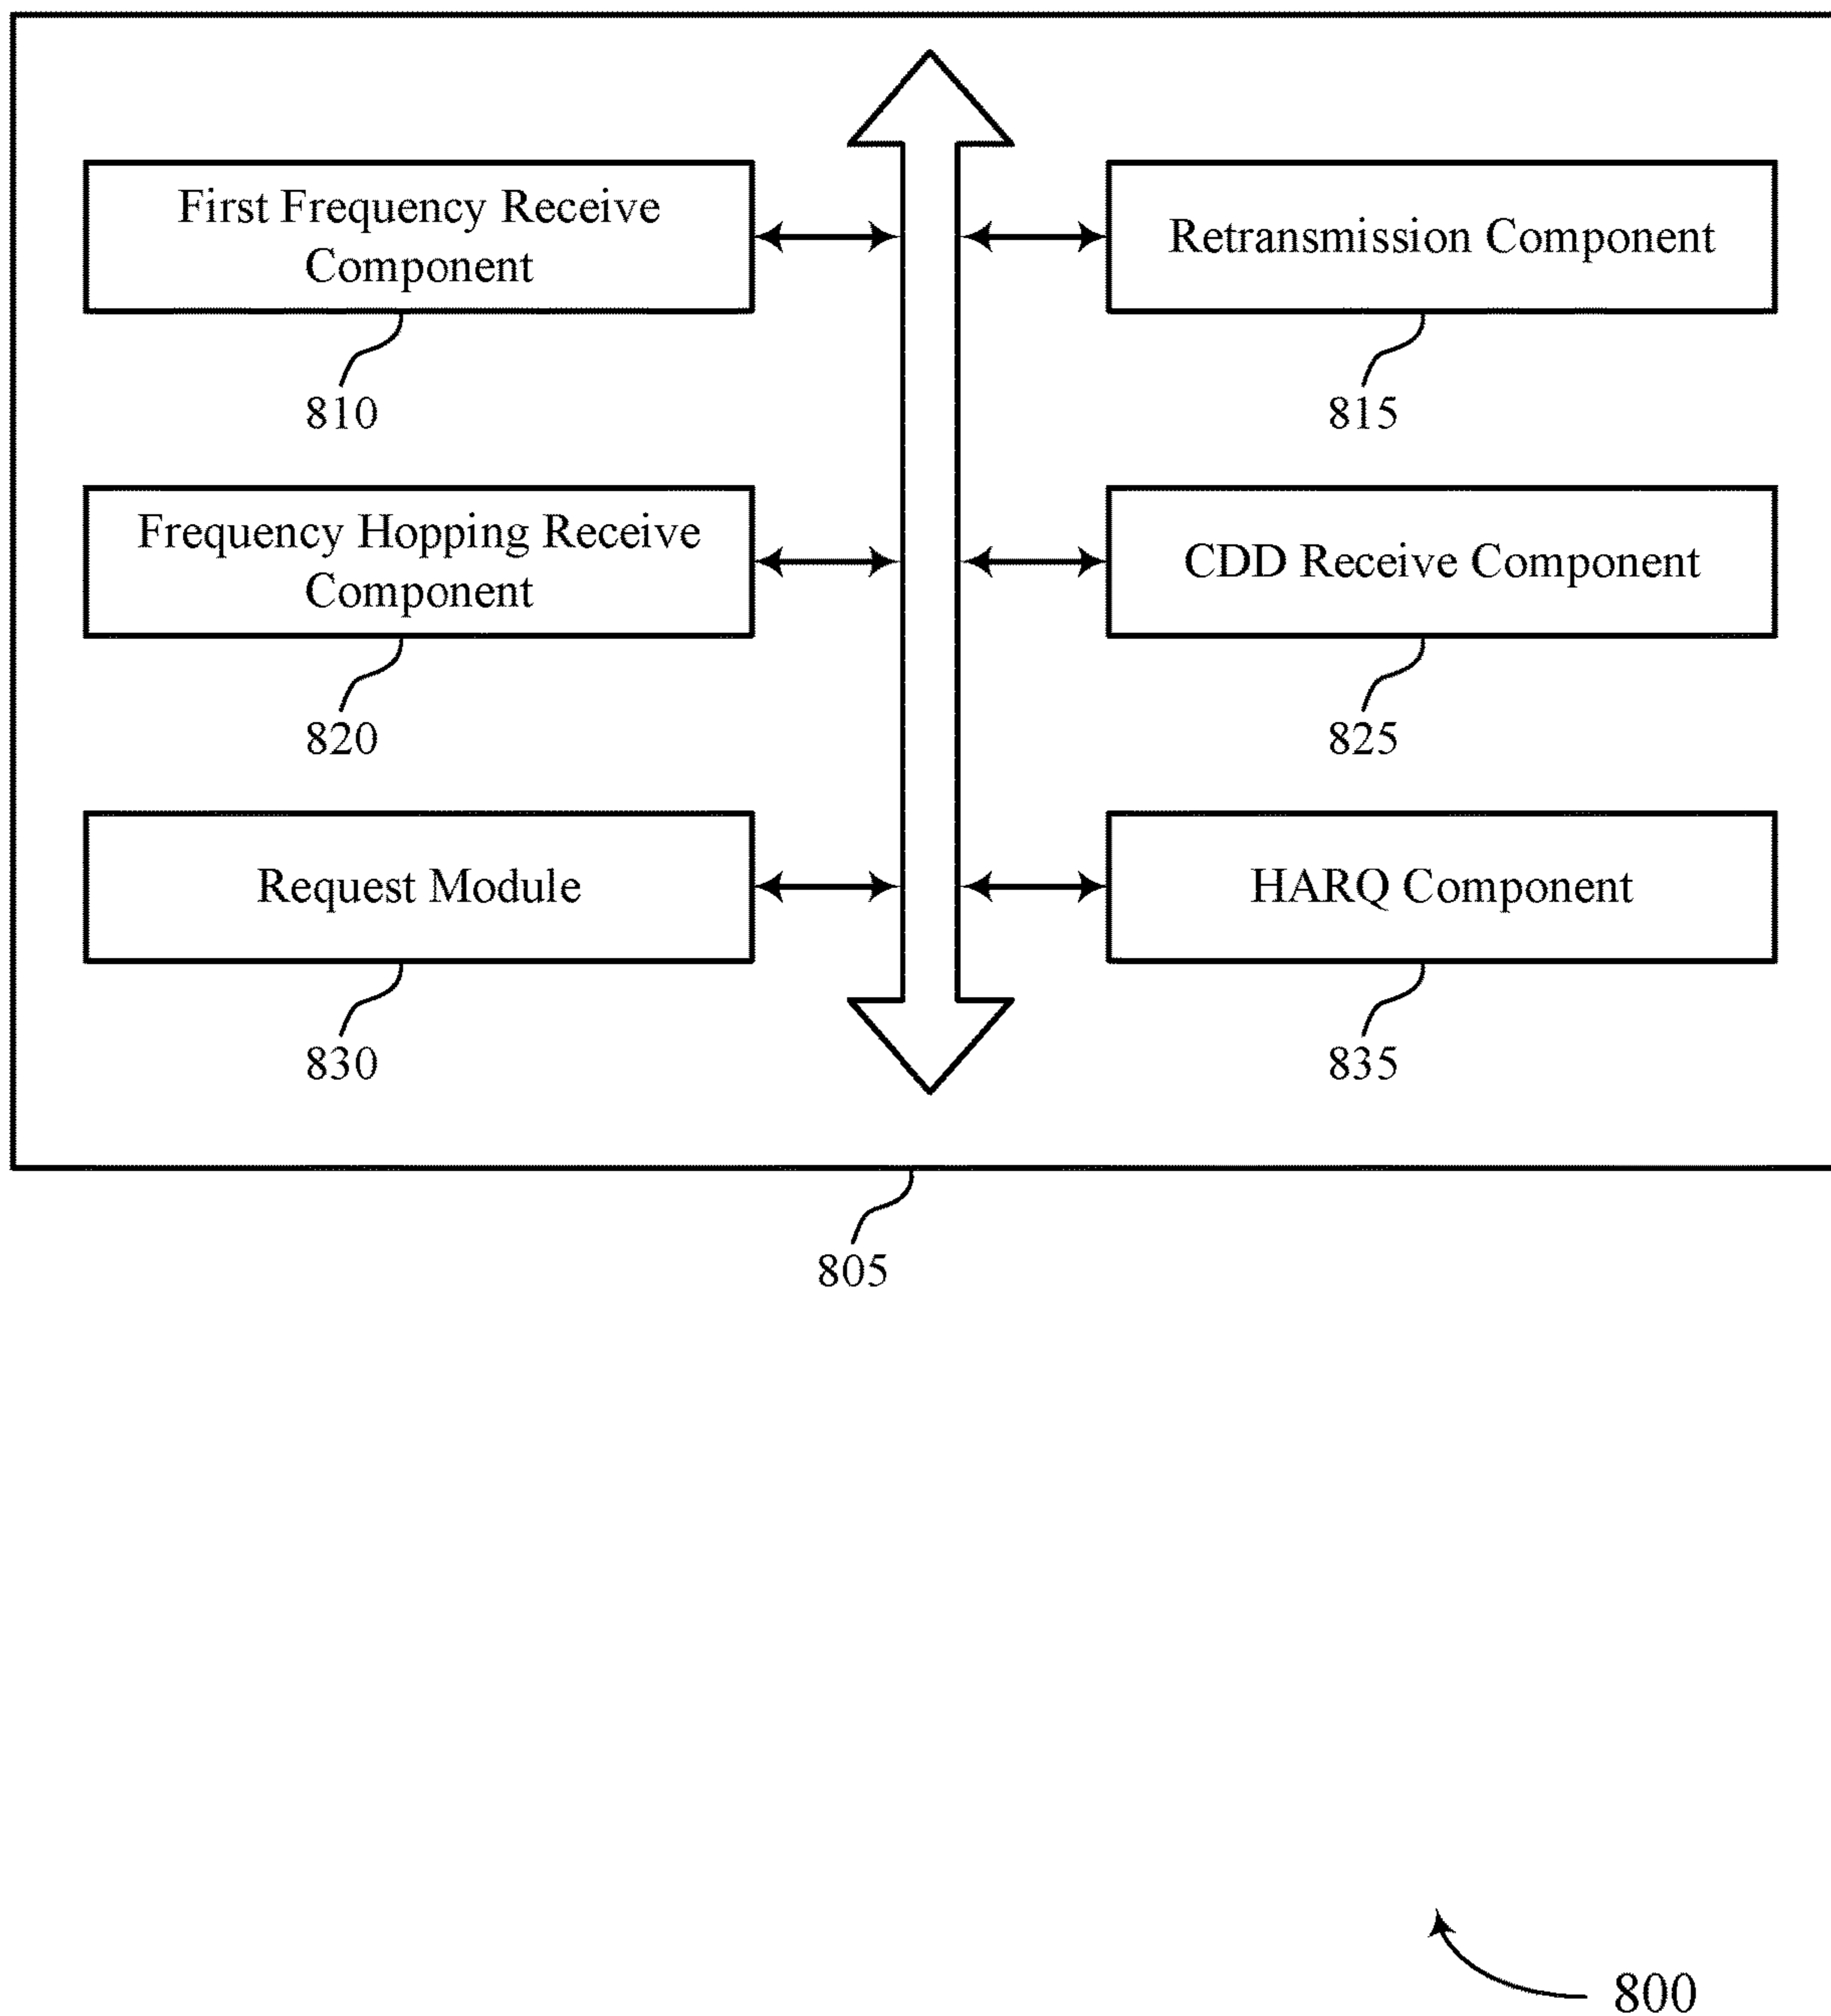 First Frequency Receive
Component
810
Retransmission Component
815
Frequency Hopping Receive
Component
820
CDD Receive Component
825
Request Module
830
HARQ Component
835
805
800